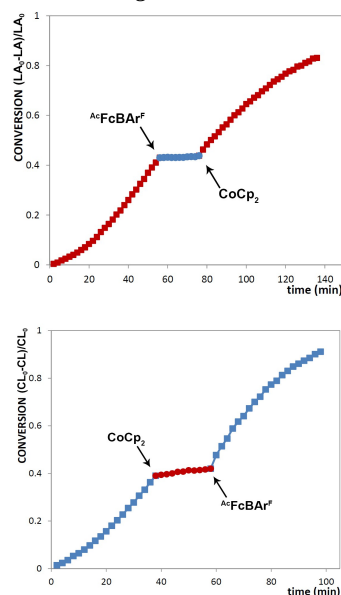 CONVERSION (LA₀-LA)/LA₀
1
0.8
0.6
0.4
0.2
0
ᴬᶜFcBArᶠ
CoCp₂
0 20 40 60 80 100 120 140
time (min)
CONVERSION (CL₀-CL)/CL₀
1
0.8
0.6
0.4
0.2
0
CoCp₂
ᴬᶜFcBArᶠ
0 20 40 60 80 100
time (min)